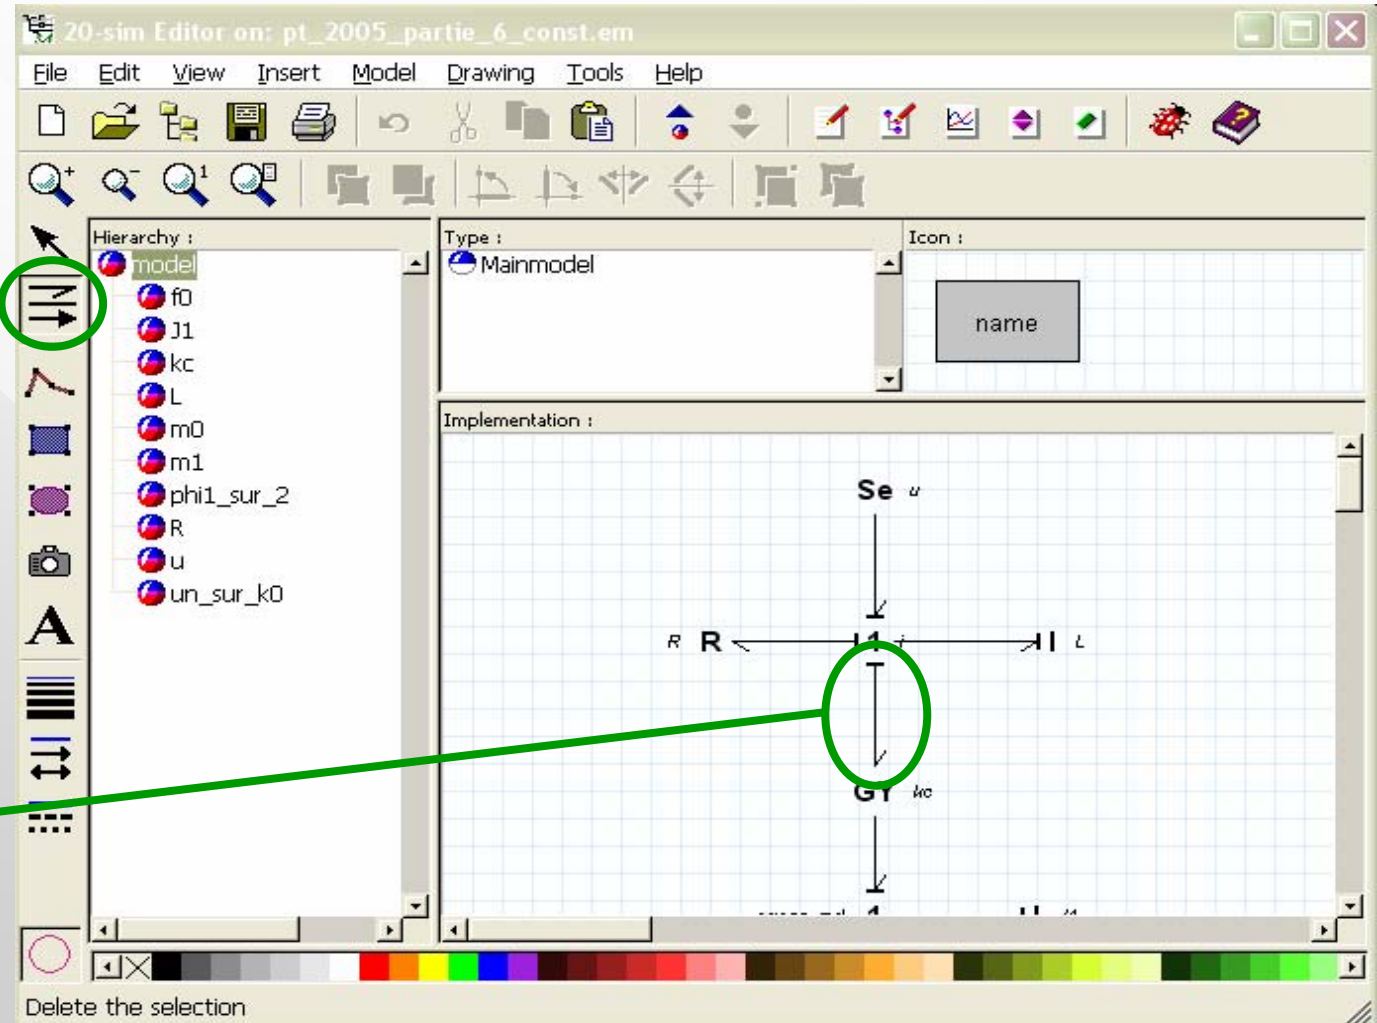 20-sim Editor on: pt_2005_partie_6_const.em
File Edit View Insert Model Drawing Tools Help
Hierarchy :
model
f0
J1
kc
L
m0
m1
phi1_sur_2
R
u
un_sur_k0
Type :
Mainmodel
Icon :
name
Implementation :
Se u
R R 1 i I L
GY kc
1
A
Delete the selection